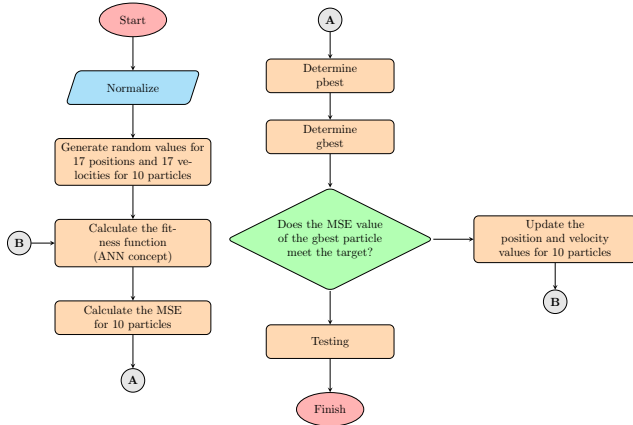 Start
Normalize
Generate random values for
17 positions and 17 ve-
locities for 10 particles
B
Calculate the fit-
ness function
(ANN concept)
Calculate the MSE
for 10 particles
A
A
Determine
pbest
Determine
gbest
Does the MSE value
of the gbest particle
meet the target?
Update the
position and velocity
values for 10 particles
B
Testing
Finish